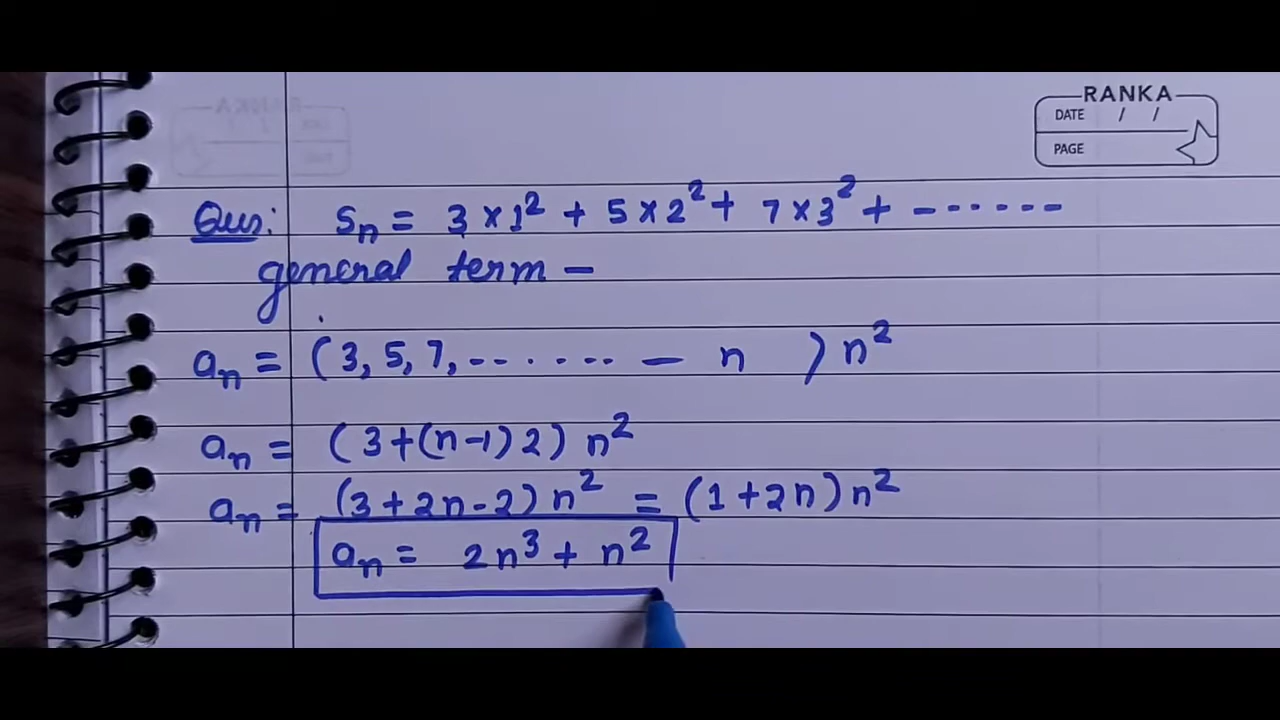 RANKA
DATE / /
PAGE
Qus: Sn = 3 × 1² + 5 × 2² + 7 × 3² + - - - - - -
general term -
an = (3, 5, 7, - - - - - - - n ) n²
an = (3 + (n-1) 2) n²
an = (3 + 2n - 2) n² = (1 + 2n) n²
an = 2n³ + n²